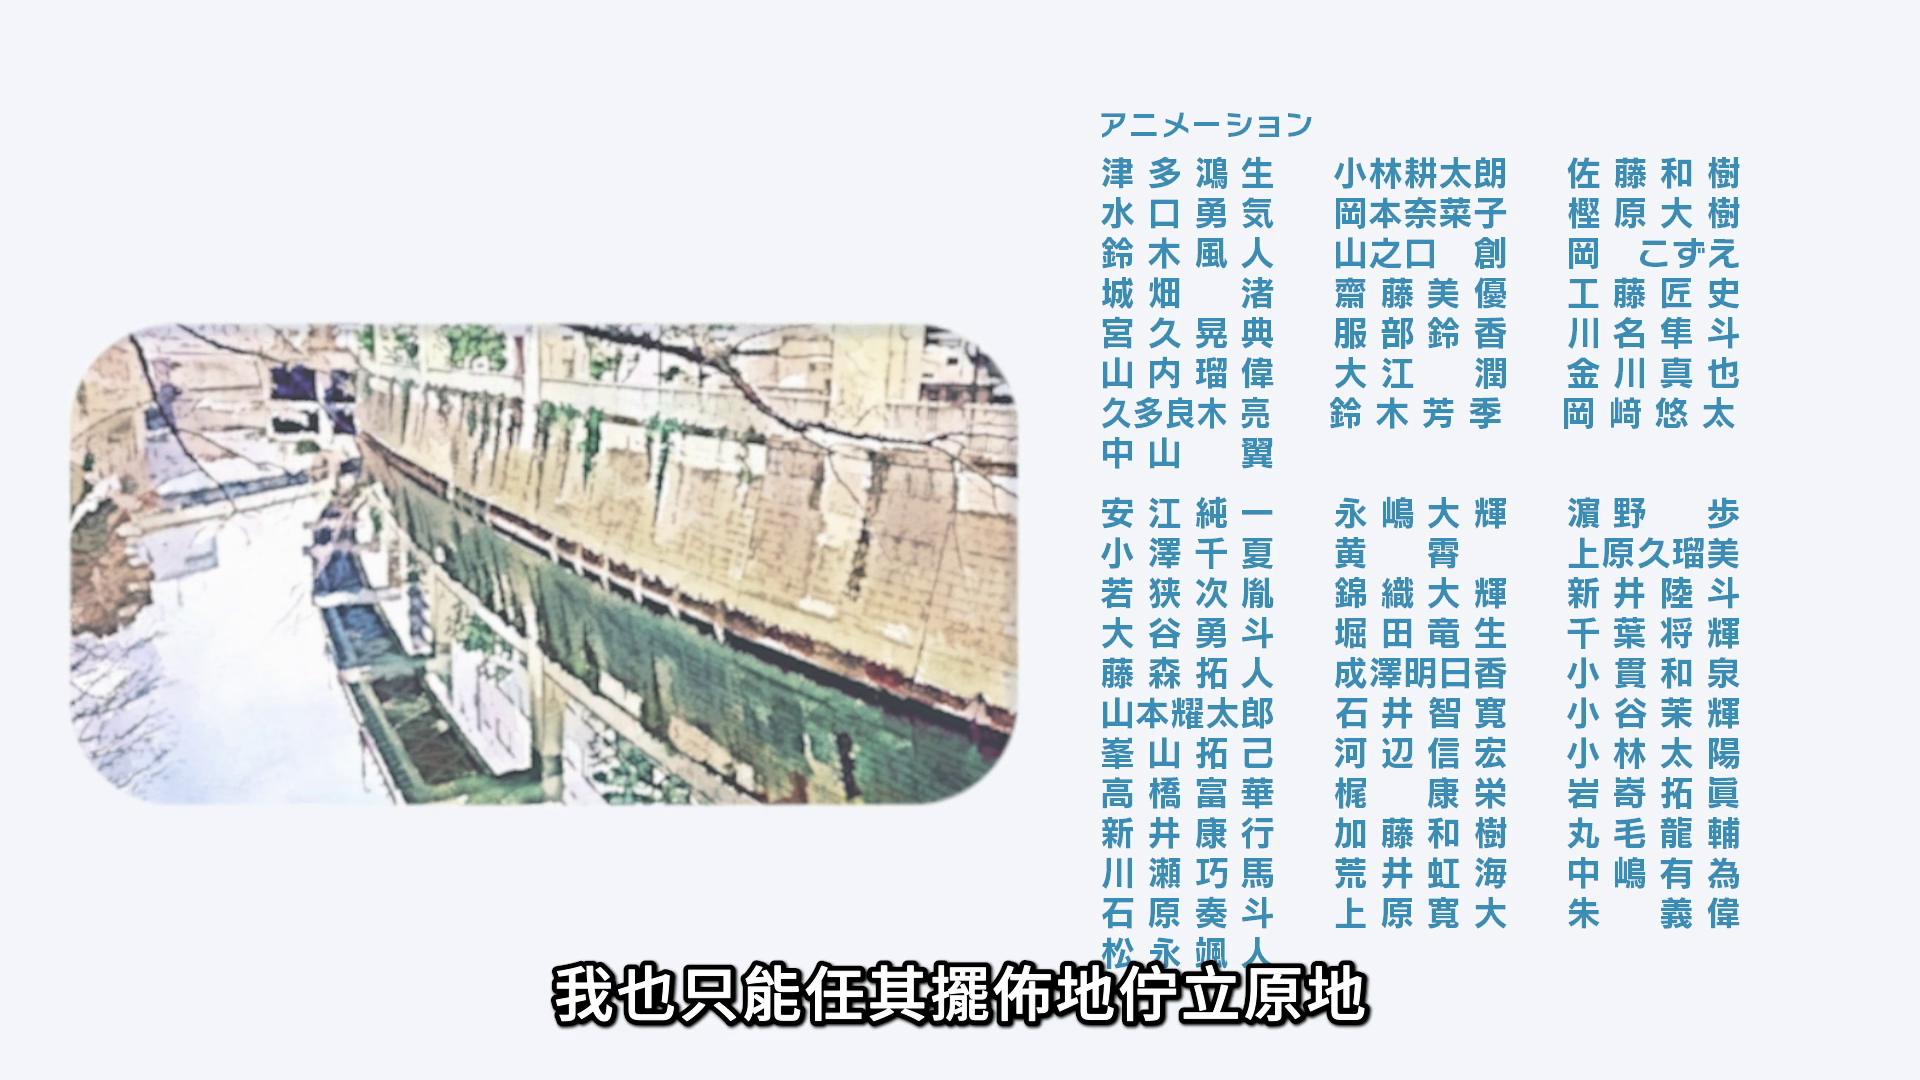 アニメーション
津多鴻生 小林耕太朗 佐藤和樹
水口勇気 岡本奈菜子 樫原大樹
鈴木風人 山之口 創 岡 こずえ
城畑 渚 齋藤美優 工藤匠史
宮久晃典 服部鈴香 川名隼斗
山内瑠偉 大江 潤 金川真也
久多良木亮 鈴木芳季 岡﨑悠太
中山 翼
安江純一 永嶋大輝 濵野 歩
小澤千夏 黄 霄 上原久瑠美
若狭次胤 錦織大輝 新井陸斗
大谷勇斗 堀田竜生 千葉将輝
藤森拓人 成澤明日香 小貫和泉
山本耀太郎 石井智寛 小谷茉輝
峯山拓己 河辺信宏 小林太陽
高橋富華 梶 康栄 岩嵜拓眞
新井康行 加藤和樹 丸毛龍輔
川瀬巧馬 荒井虹海 中嶋有為
石原奏斗 上原寛大 朱 義偉
松永颯人
我也只能任其擺佈地佇立原地